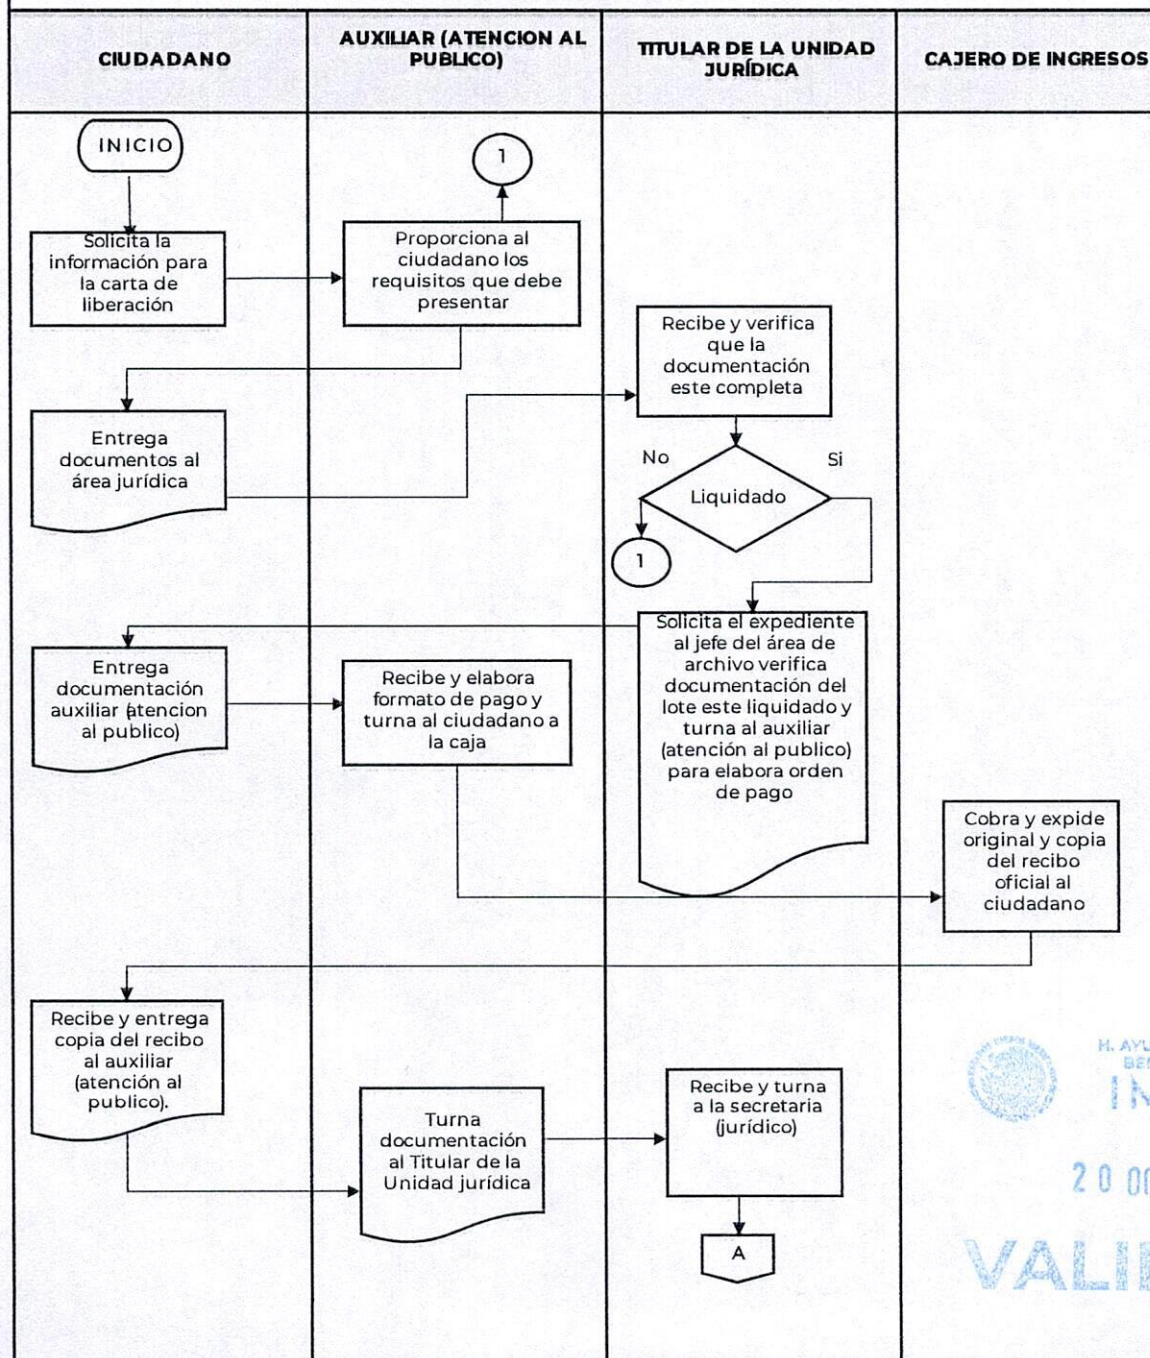 CIUDADANO
AUXILIAR (ATENCION AL
PUBLICO)
TITULAR DE LA UNIDAD
JURÍDICA
CAJERO DE INGRESOS
INICIO
1
Solicita la
información para
la carta de
liberación
Proporciona al
ciudadano los
requisitos que debe
presentar
Recibe y verifica
que la
documentación
este completa
Entrega
documentos al
área jurídica
No
Si
Liquidado
1
Solicita el expediente
al jefe del área de
archivo verifica
documentación del
lote este liquidado y
turna al auxiliar
(atención al publico)
para elabora orden
de pago
Entrega
documentación
auxiliar (atencion
al publico)
Recibe y elabora
formato de pago y
turna al ciudadano a
la caja
Cobra y expide
original y copia
del recibo
oficial al
ciudadano
Recibe y entrega
copia del recibo
al auxiliar
(atención al
publico).
Turna
documentación
al Titular de la
Unidad jurídica
Recibe y turna
a la secretaria
(jurídico)
A
H. AYU
BEN
IN
20 OC
VALI